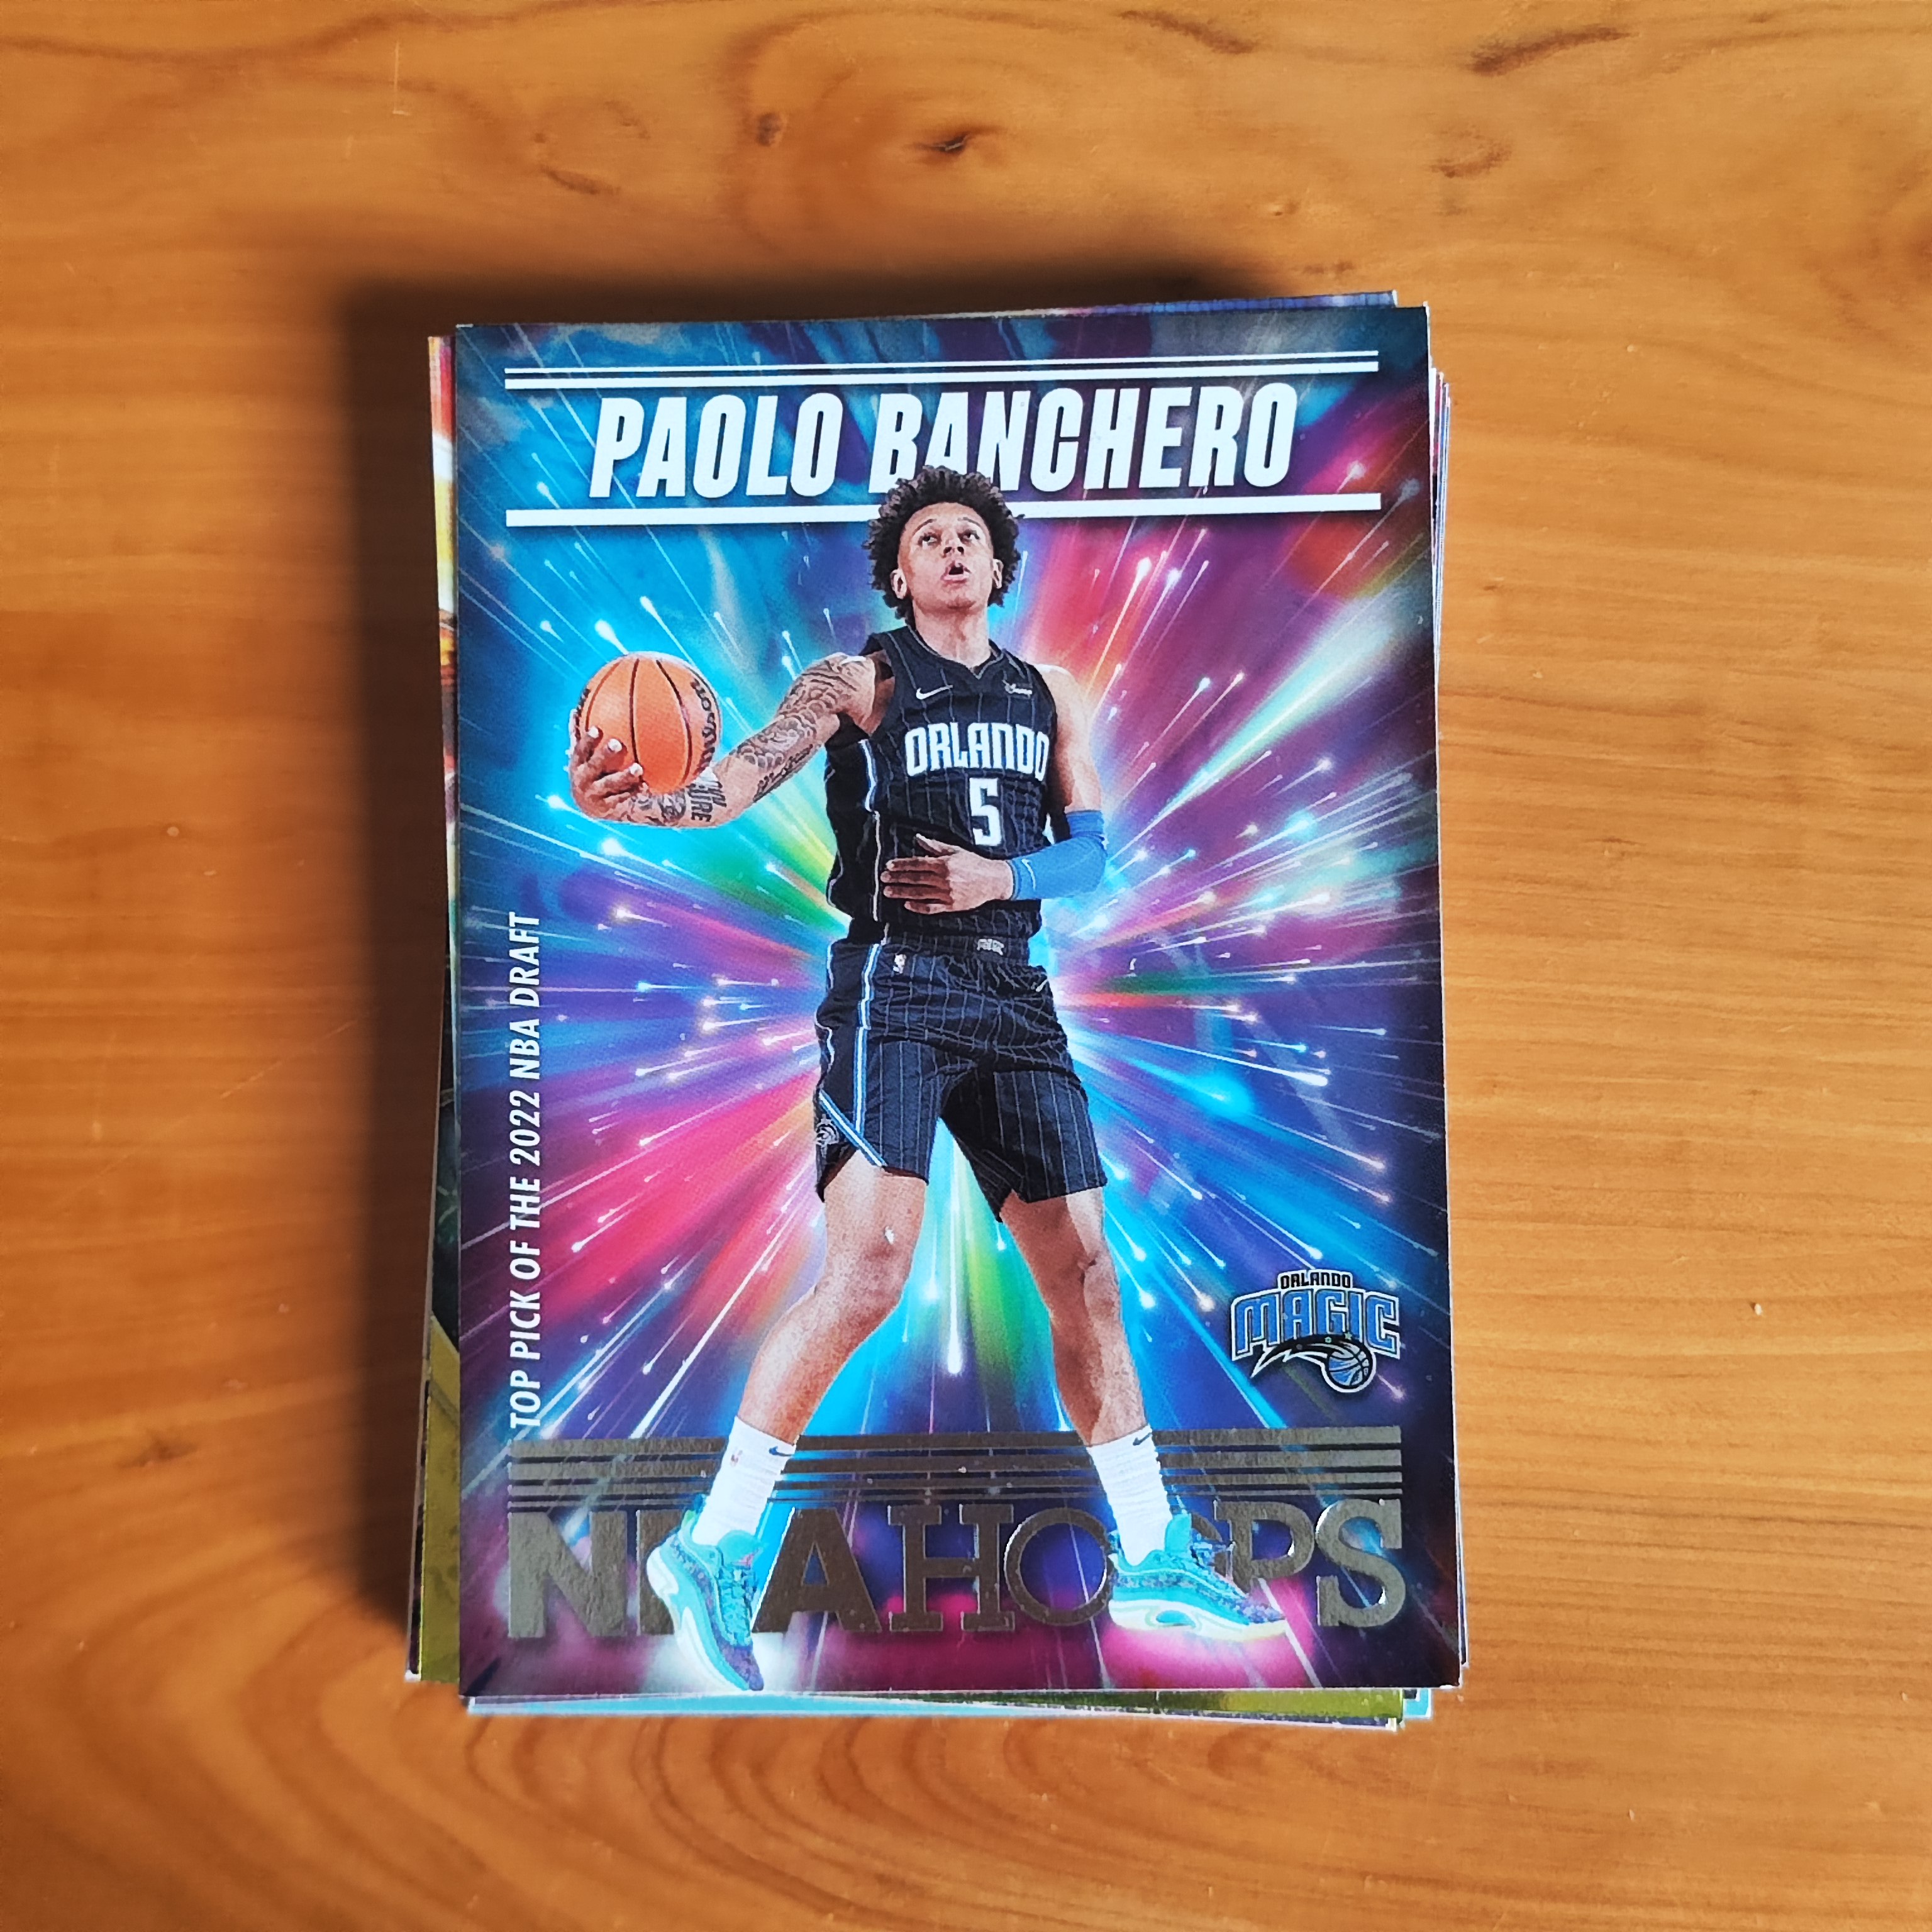 PAOLO BANCHERO
ORLANDO
5
TOP PICK OF THE 2022 NBA DRAFT
ORLANDO
MAGIC
NBA HOOPS